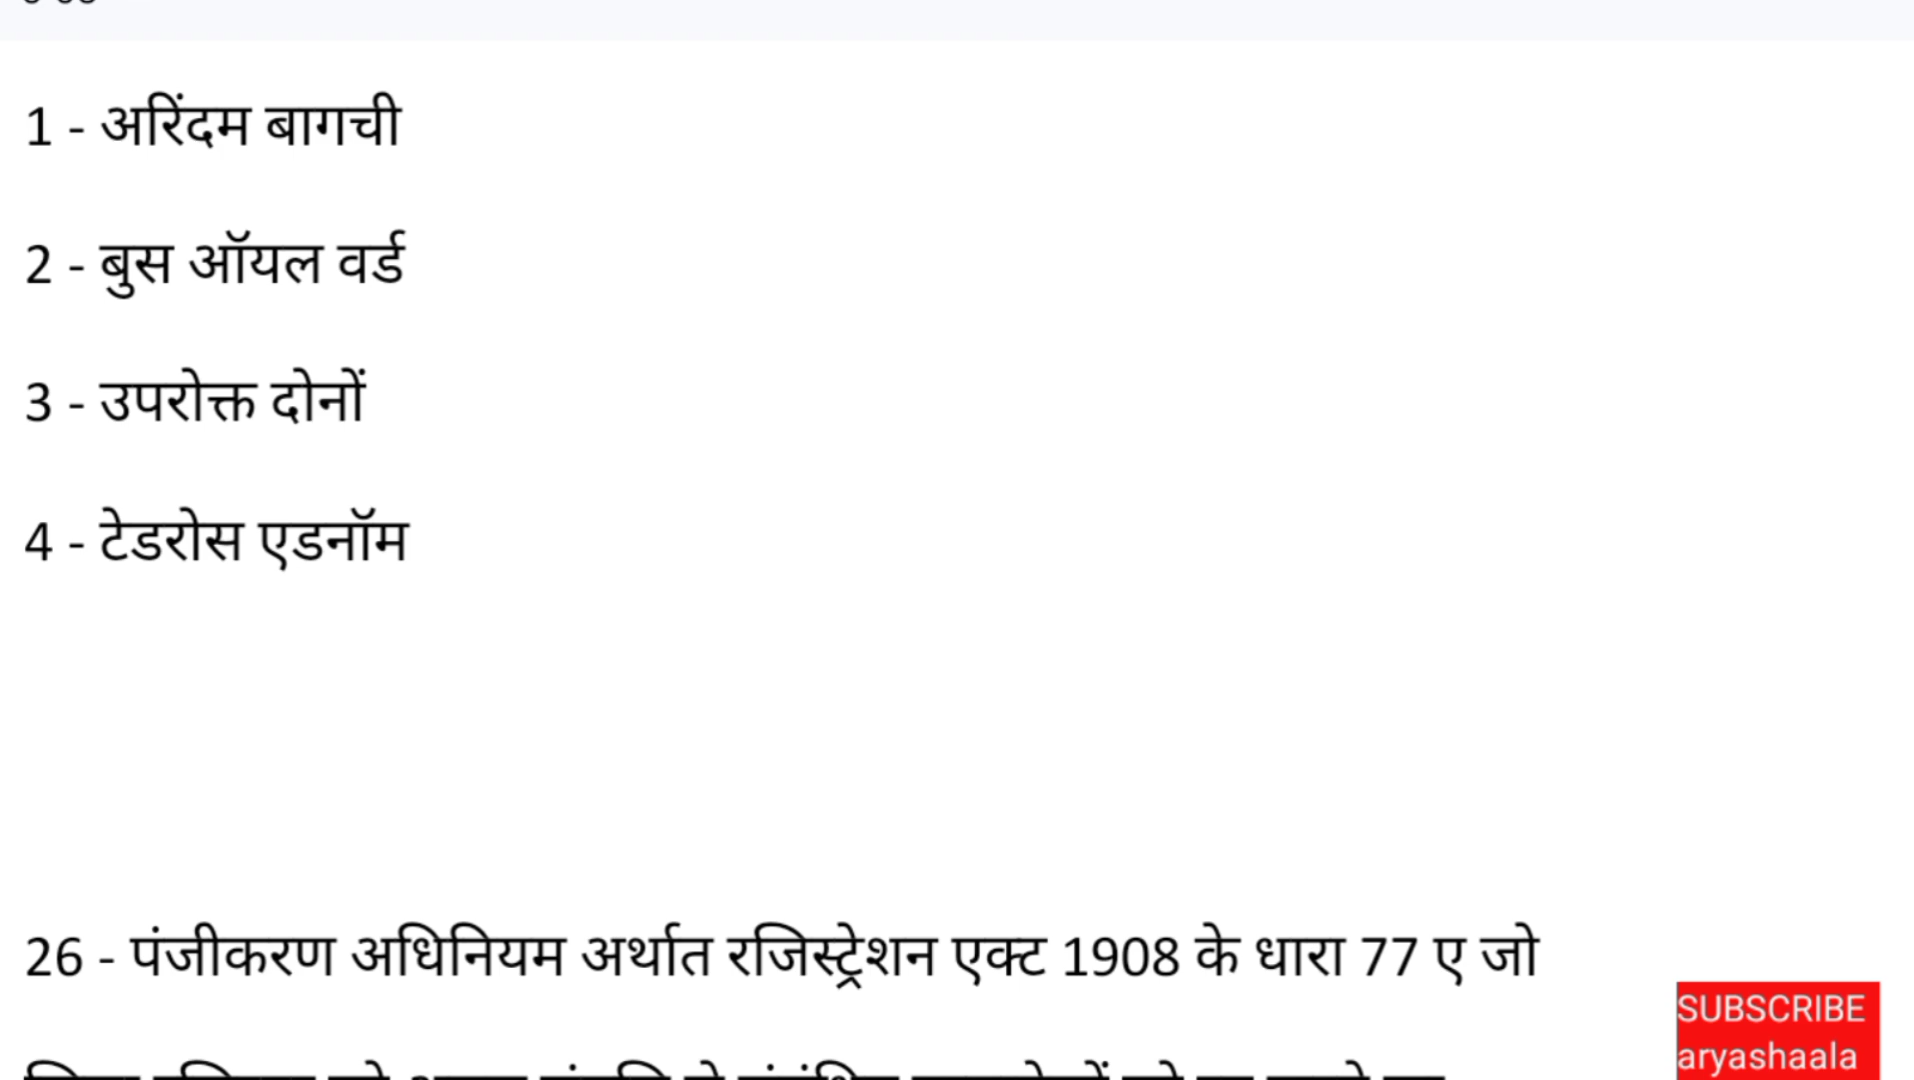 1 - अरिंदम बागची
2 - बुस ऑयल वर्ड
3 - उपरोक्त दोनों
4 - टेडरोस एडनॉम
26 - पंजीकरण अधिनियम अर्थात रजिस्ट्रेशन एक्ट 1908 के धारा 77 ए जो
SUBSCRIBE
aryashaala